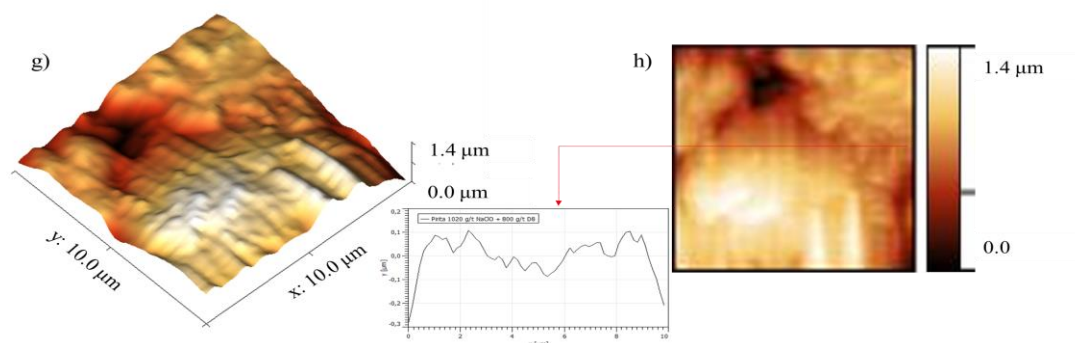 g)
1.4 μm
0.0 μm
y: 10.0 μm
x: 10.0 μm
h)
1.4 μm
0.0
Pirita 1020 g/t NaOD + 800 g/t DB
0,2
0,1
0,0
-0,1
-0,2
-0,3
0
2
4
6
8
10